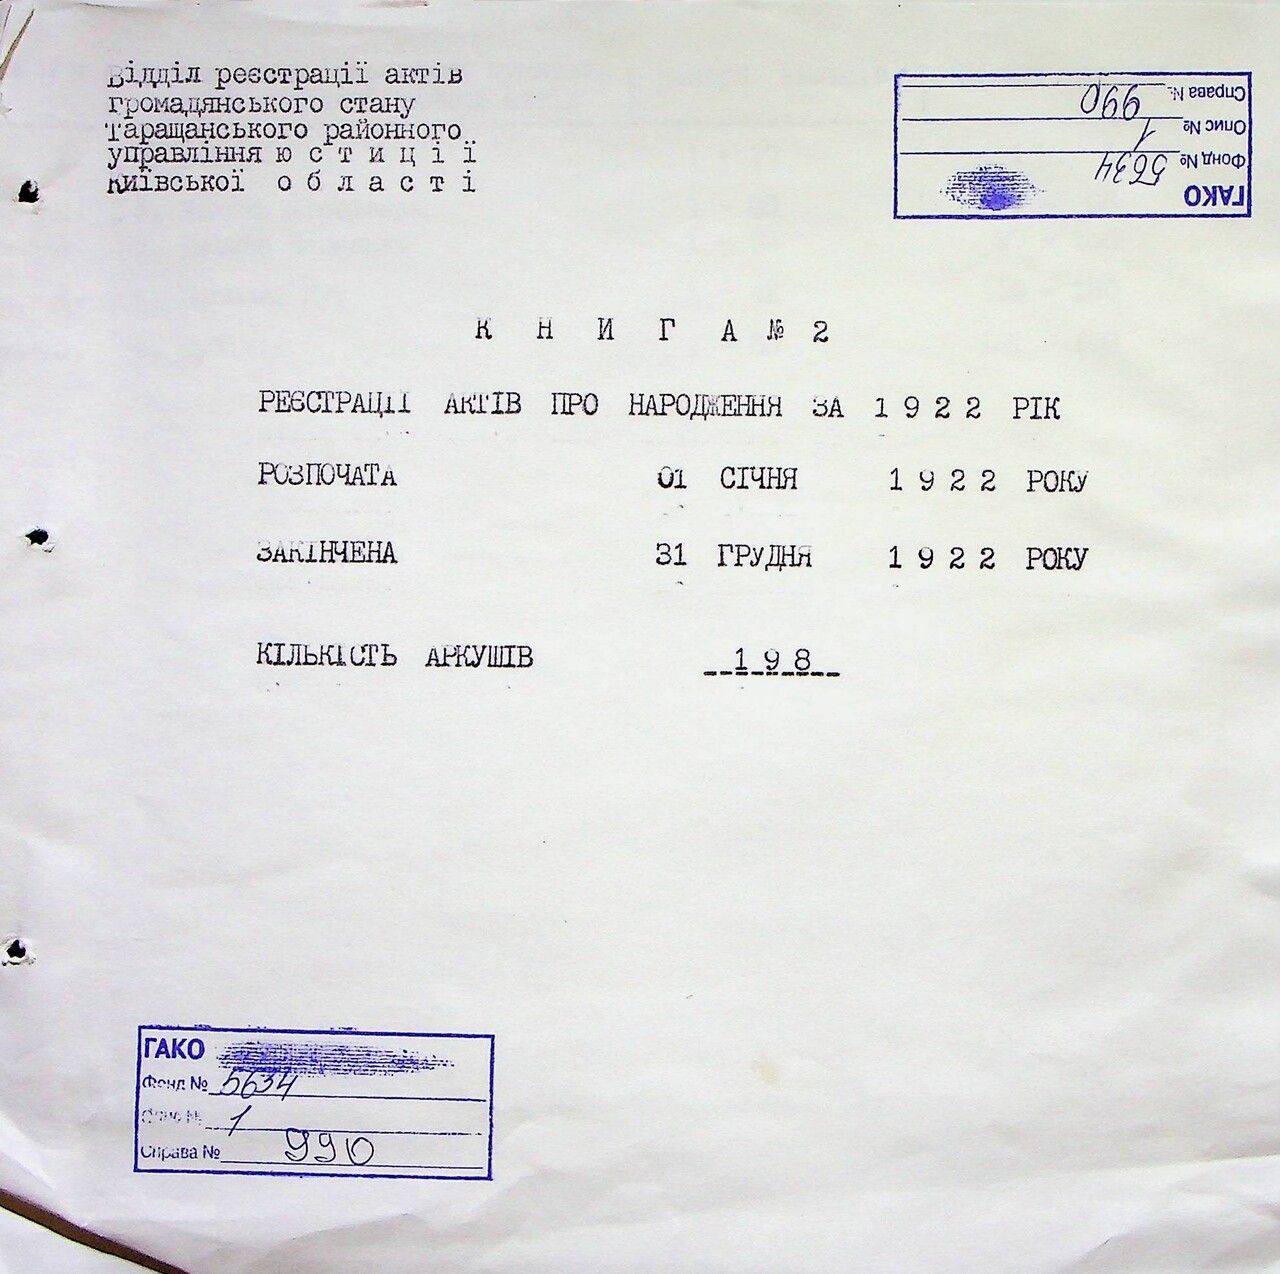 Відділ реєстрації актів
громадянського стану
Таращанського районного
управління ю с т и ц і ї
Київської о б л а с т і
Справа № 990
Опис № 1
Фонд № 5634
ГАКО
К Н И Г А № 2
РЕЄСТРАЦІЇ АКТІВ ПРО НАРОДЖЕННЯ ЗА 1 9 2 2 РІК
РОЗПОЧАТА 01 СІЧНЯ 1 9 2 2 РОКУ
ЗАКІНЧЕНА 31 ГРУДНЯ 1 9 2 2 РОКУ
КІЛЬКІСТЬ АРКУШІВ 1 9 8
ГАКО
Фонд № 5634
Опис № 1
Справа № 990